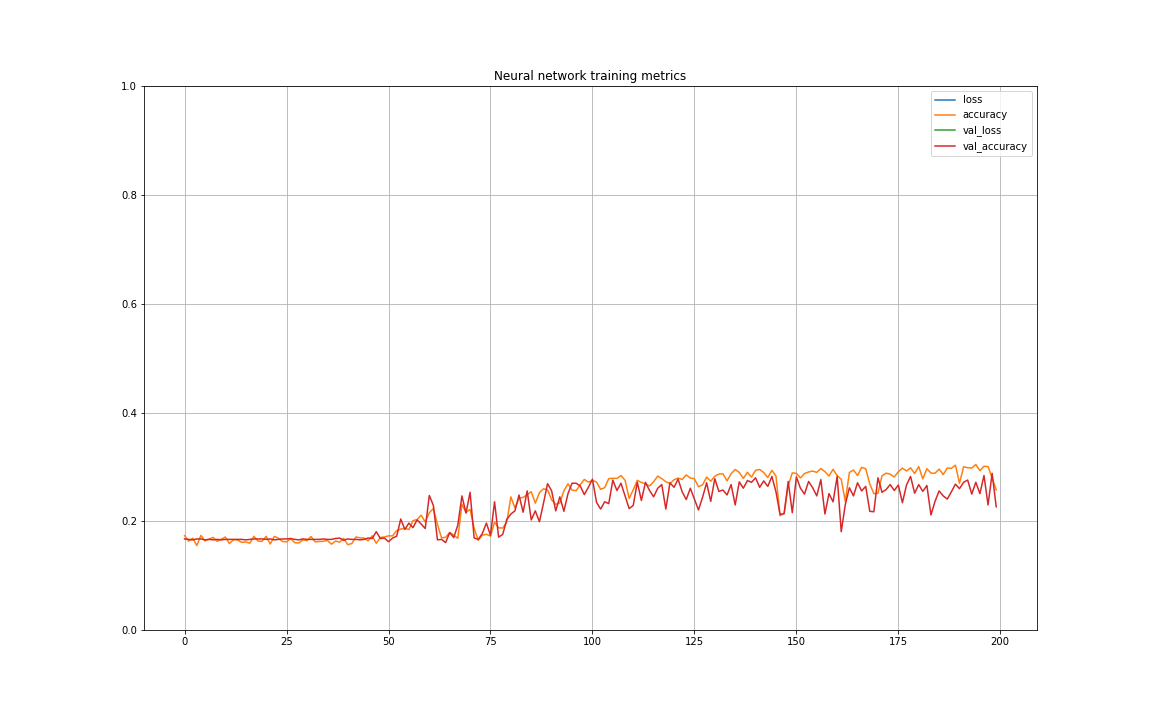 Neural network training metrics
1.0
0.8
0.6
0.4
0.2
0.0
loss
accuracy
val_loss
val_accuracy
0 25 50 75 100 125 150 175 200